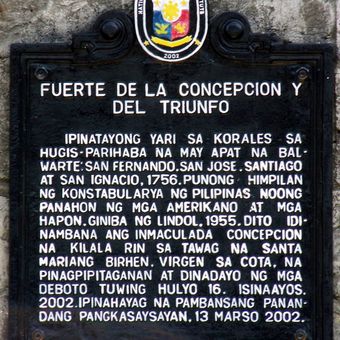 2002
FUERTE DE LA CONCEPCION Y
DEL TRIUNFO
IPINATAYONG YARI SA KORALES SA
HUGIS-PARIHABA NA MAY APAT NA BAL-
WARTE: SAN FERNANDO, SAN JOSE, SANTIAGO
AT SAN IGNACIO, 1756. PUNONG HIMPILAN
NG KONSTABULARYA NG PILIPINAS NOONG
PANAHON NG MGA AMERIKANO AT MGA
HAPON. GINIBA NG LINDOL, 1955. DITO IDI-
NAMBANA ANG INMACULADA CONCEPCION
NA KILALA RIN SA TAWAG NA SANTA
MARIANG BIRHEN. VIRGEN SA COTA, NA
PINAGPIPITAGANAN AT DINADAYO NG MGA
DEBOTO TUWING HULYO 16. ISINAAYOS.
2002. IPINAHAYAG NA PAMBANSANG PANAN-
DANG PANGKASAYSAYAN, 13 MARSO 2002.